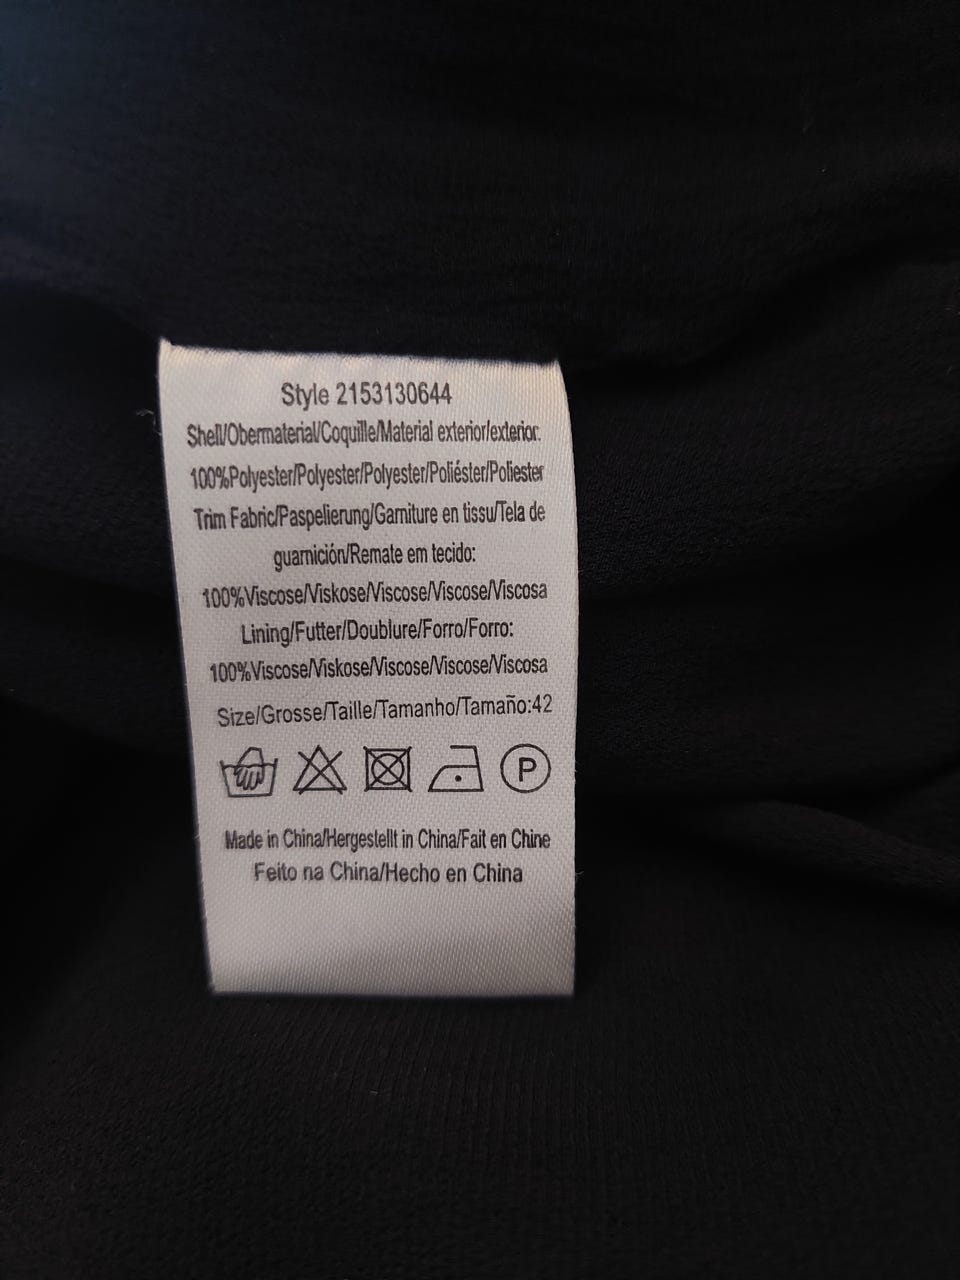 Style 2153130644
Shell/Obermaterial/Coquille/Material exterior/exterior.
100%Polyester/Polyester/Polyester/Poliéster/Poliester
Trim Fabric/Paspelierung/Garniture en tissu/Tela de
guarnición/Remate em tecido:
100%Viscose/Viskose/Viscose/Viscose/Viscosa
Lining/Futter/Doublure/Forro/Forro:
100%Viscose/Viskose/Viscose/Viscose/Viscosa
Size/Grosse/Taille/Tamanho/Tamaño:42
P
Made in China/Hergestellt in China/Fait en Chine
Feito na China/Hecho en China